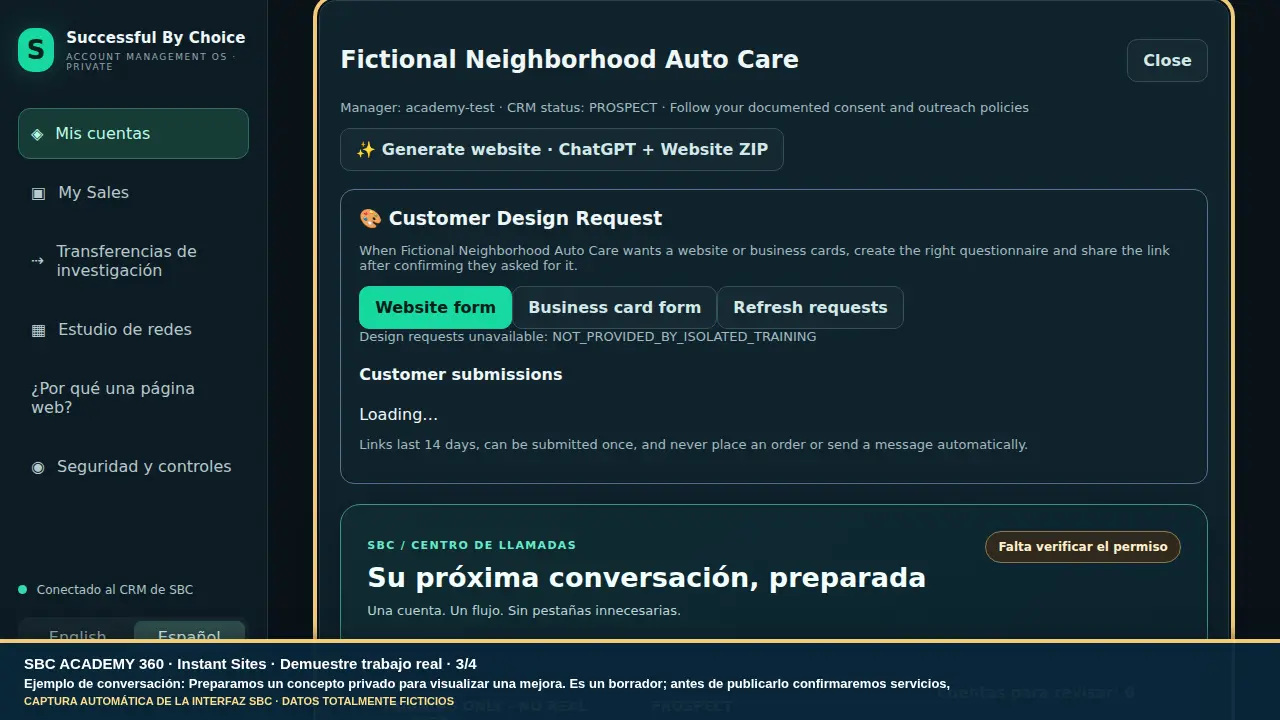 S
Successful By Choice
ACCOUNT MANAGEMENT OS ·
PRIVATE
◈ Mis cuentas
▣ My Sales
⇢ Transferencias de
investigación
▦ Estudio de redes
¿Por qué una página
web?
◉ Seguridad y controles
Conectado al CRM de SBC
English Español
Fictional Neighborhood Auto Care
Close
Manager: academy-test · CRM status: PROSPECT · Follow your documented consent and outreach policies
✨ Generate website · ChatGPT + Website ZIP
🎨 Customer Design Request
When Fictional Neighborhood Auto Care wants a website or business cards, create the right questionnaire and share the link
after confirming they asked for it.
Website form Business card form Refresh requests
Design requests unavailable: NOT_PROVIDED_BY_ISOLATED_TRAINING
Customer submissions
Loading…
Links last 14 days, can be submitted once, and never place an order or send a message automatically.
SBC / CENTRO DE LLAMADAS
Falta verificar el permiso
Su próxima conversación, preparada
Una cuenta. Un flujo. Sin pestañas innecesarias.
SBC ACADEMY 360 · Instant Sites · Demuestre trabajo real · 3/4
Ejemplo de conversación: Preparamos un concepto privado para visualizar una mejora. Es un borrador; antes de publicarlo confirmaremos servicios,
CAPTURA AUTOMÁTICA DE LA INTERFAZ SBC · DATOS TOTALMENTE FICTICIOS